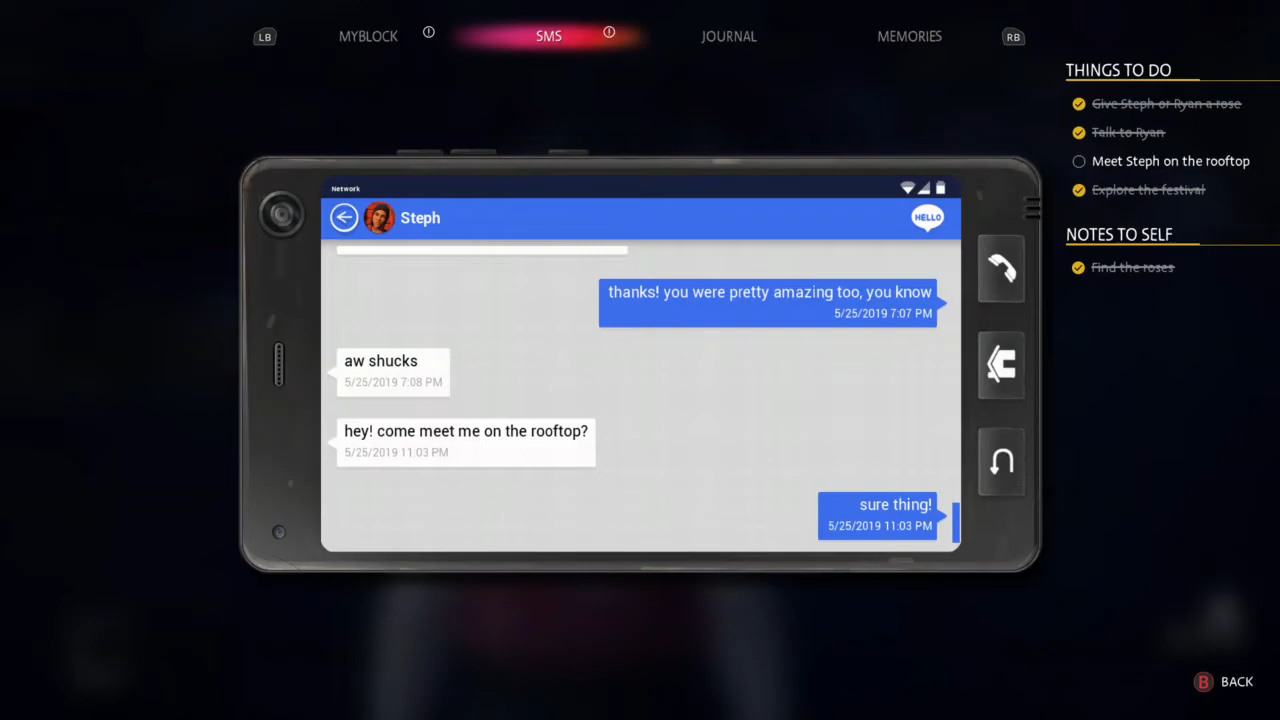 LB
MYBLOCK
SMS
JOURNAL
MEMORIES
RB
THINGS TO DO
Give Steph or Ryan a rose
Talk to Ryan
Meet Steph on the rooftop
Explore the festival
NOTES TO SELF
Find the roses
Network
Steph
HELLO
thanks! you were pretty amazing too, you know
5/25/2019 7:07 PM
aw shucks
5/25/2019 7:08 PM
hey! come meet me on the rooftop?
5/25/2019 11:03 PM
sure thing!
5/25/2019 11:03 PM
B BACK